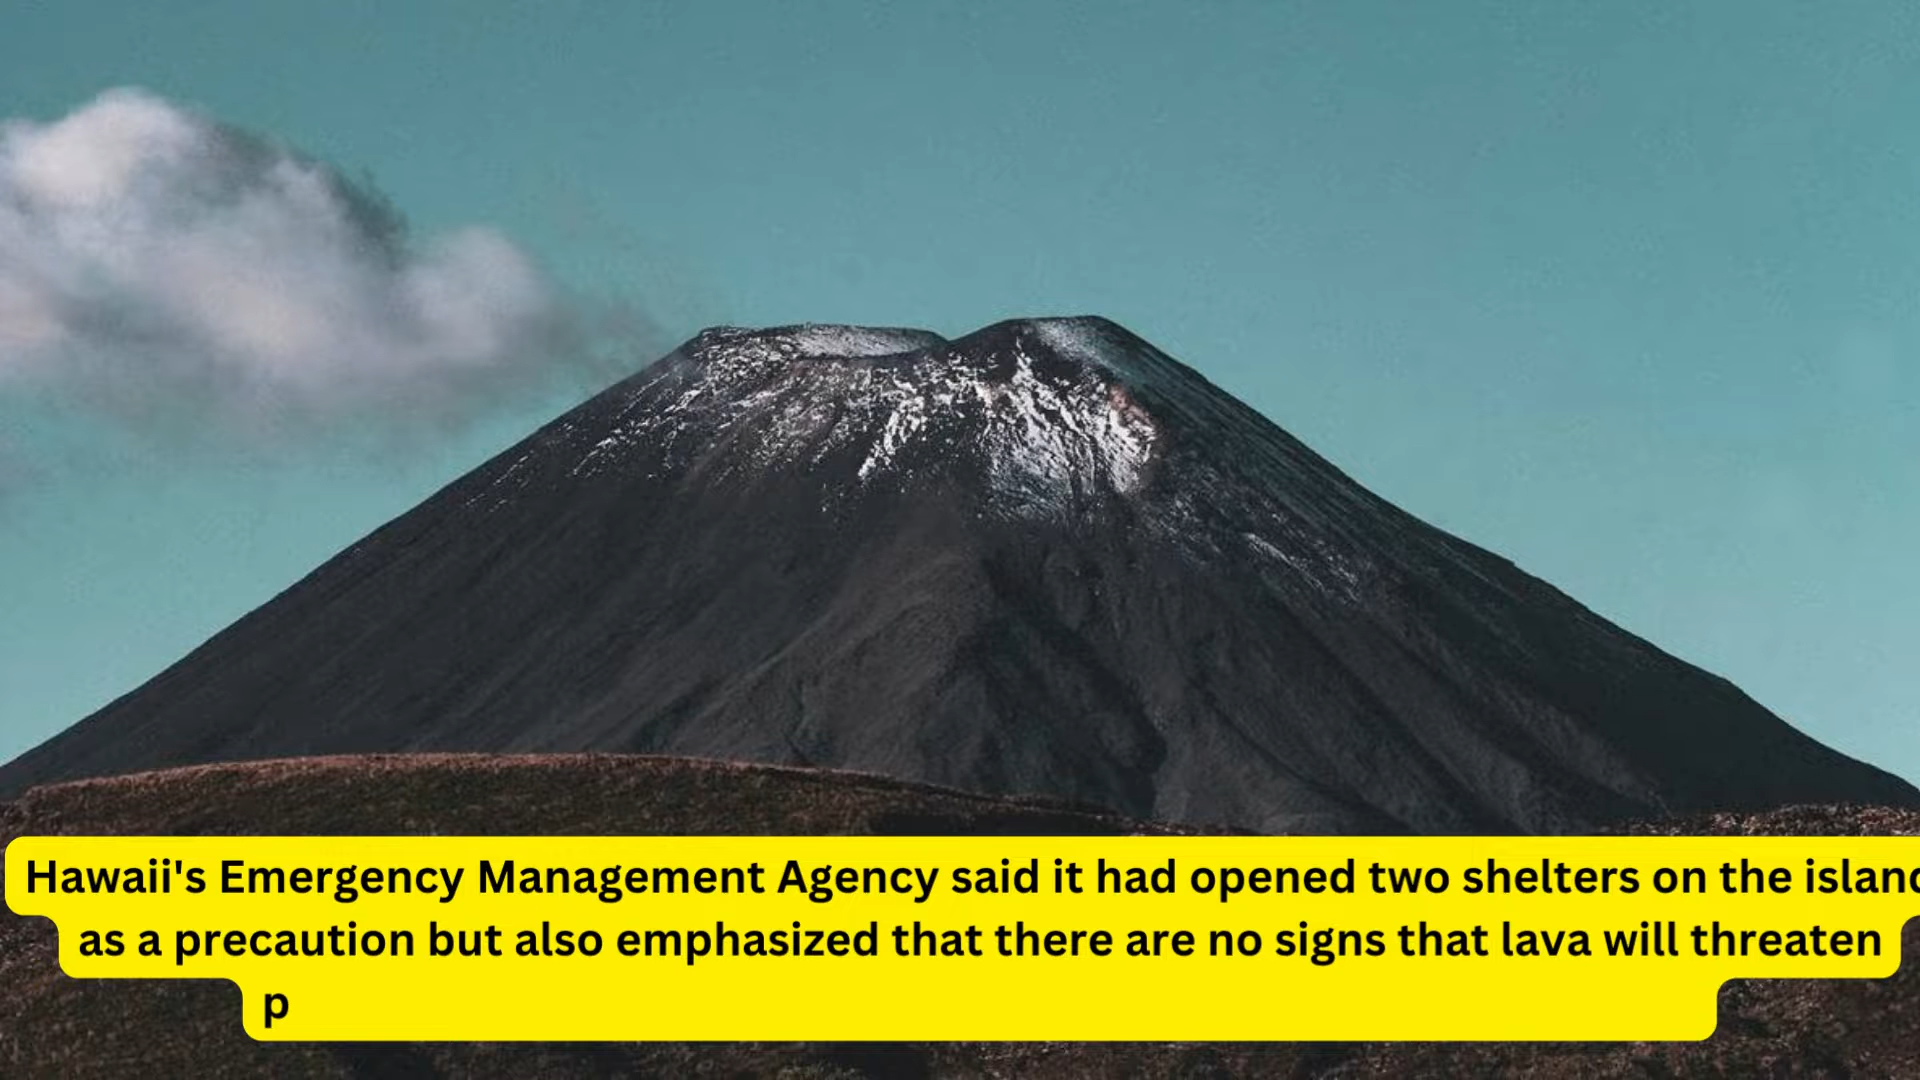 Hawaii's Emergency Management Agency said it had opened two shelters on the island
as a precaution but also emphasized that there are no signs that lava will threaten
p